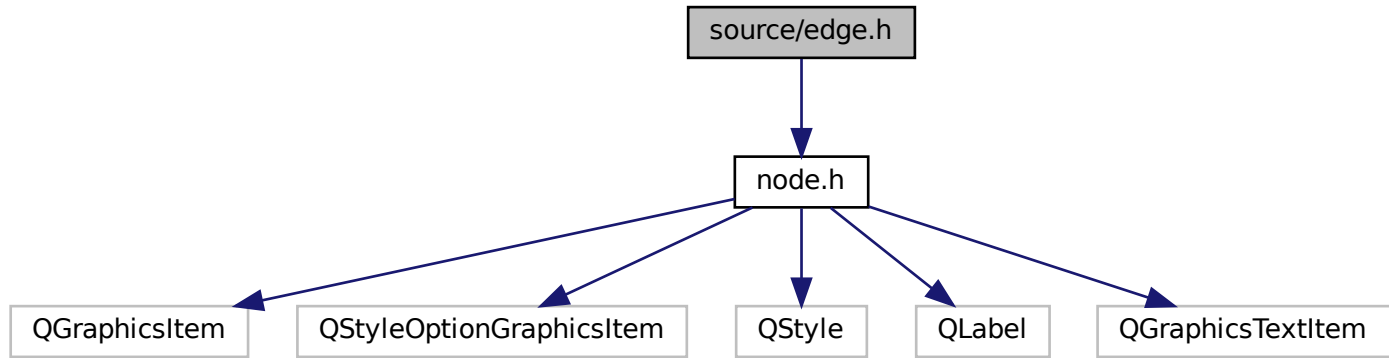 source/edge.h
node.h
QGraphicsItem
QStyleOptionGraphicsItem
QStyle
QLabel
QGraphicsTextItem